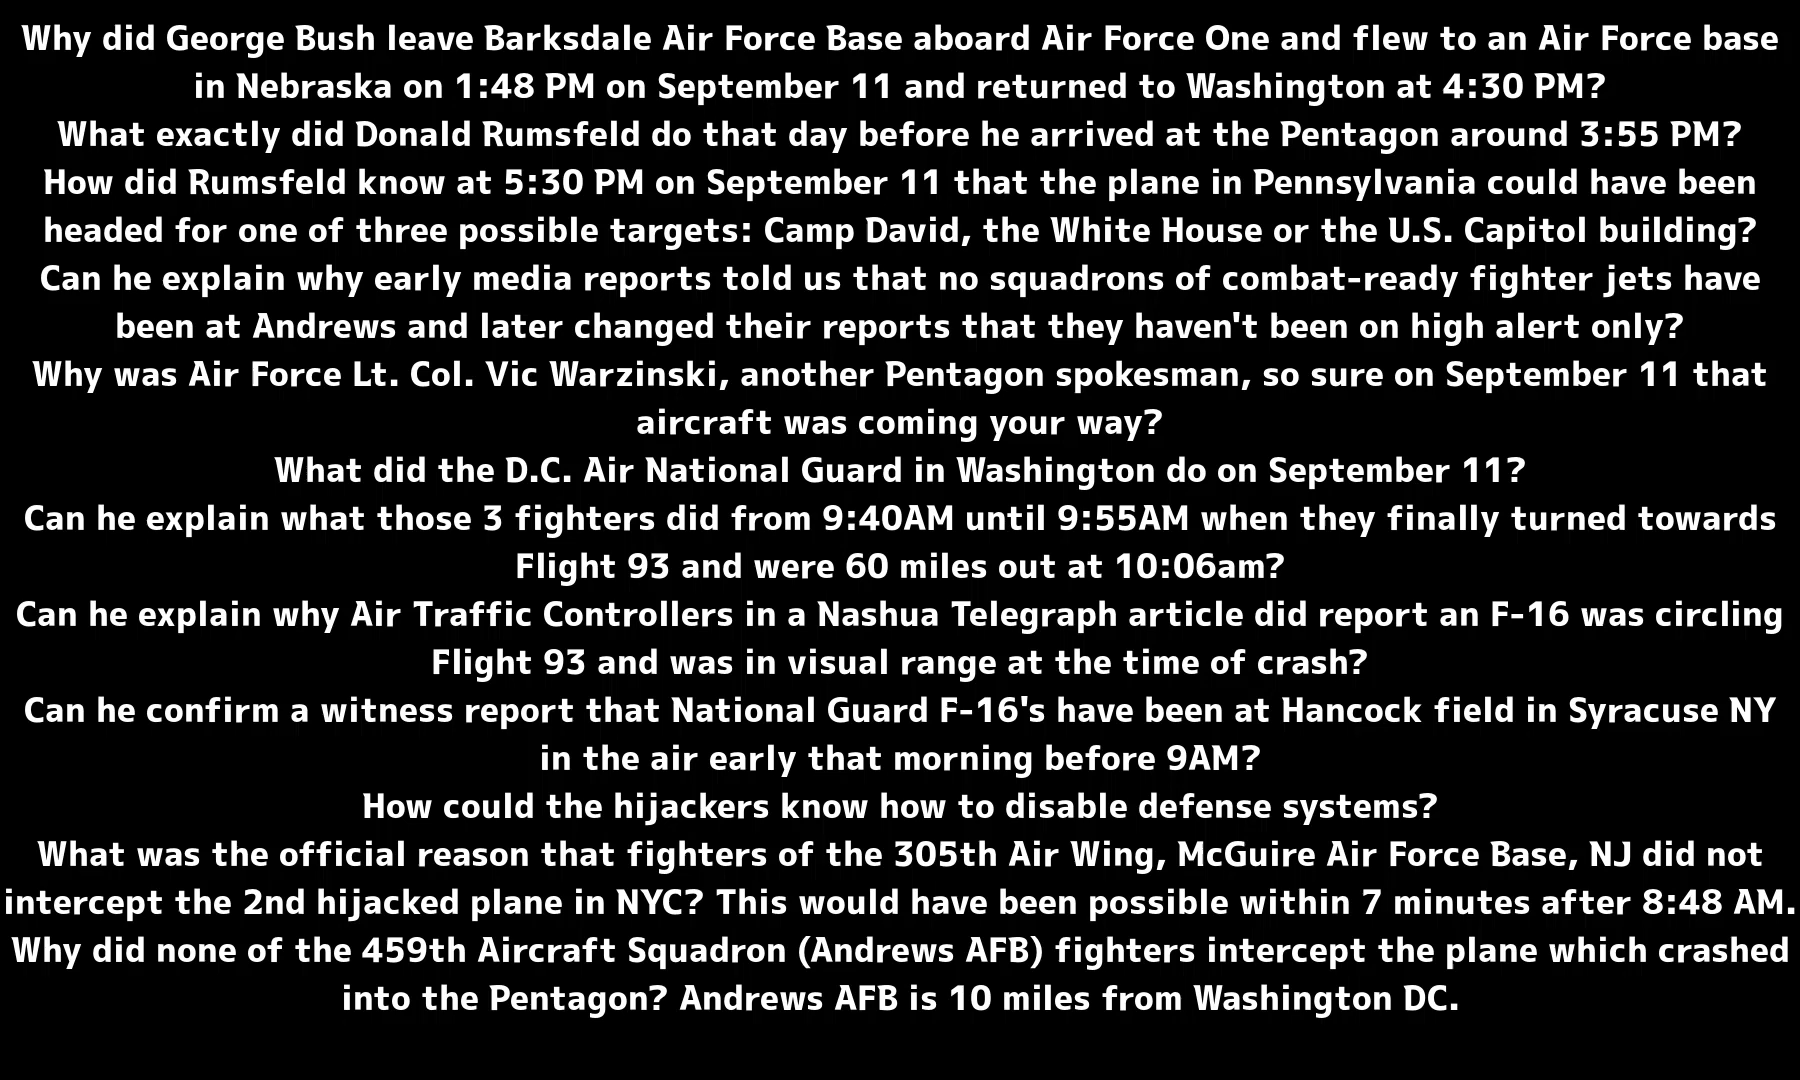 Why did George Bush leave Barksdale Air Force Base aboard Air Force One and flew to an Air Force base
in Nebraska on 1:48 PM on September 11 and returned to Washington at 4:30 PM?
What exactly did Donald Rumsfeld do that day before he arrived at the Pentagon around 3:55 PM?
How did Rumsfeld know at 5:30 PM on September 11 that the plane in Pennsylvania could have been
headed for one of three possible targets: Camp David, the White House or the U.S. Capitol building?
Can he explain why early media reports told us that no squadrons of combat-ready fighter jets have
been at Andrews and later changed their reports that they haven't been on high alert only?
Why was Air Force Lt. Col. Vic Warzinski, another Pentagon spokesman, so sure on September 11 that
aircraft was coming your way?
What did the D.C. Air National Guard in Washington do on September 11?
Can he explain what those 3 fighters did from 9:40AM until 9:55AM when they finally turned towards
Flight 93 and were 60 miles out at 10:06am?
Can he explain why Air Traffic Controllers in a Nashua Telegraph article did report an F-16 was circling
Flight 93 and was in visual range at the time of crash?
Can he confirm a witness report that National Guard F-16's have been at Hancock field in Syracuse NY
in the air early that morning before 9AM?
How could the hijackers know how to disable defense systems?
What was the official reason that fighters of the 305th Air Wing, McGuire Air Force Base, NJ did not
intercept the 2nd hijacked plane in NYC? This would have been possible within 7 minutes after 8:48 AM.
Why did none of the 459th Aircraft Squadron (Andrews AFB) fighters intercept the plane which crashed
into the Pentagon? Andrews AFB is 10 miles from Washington DC.